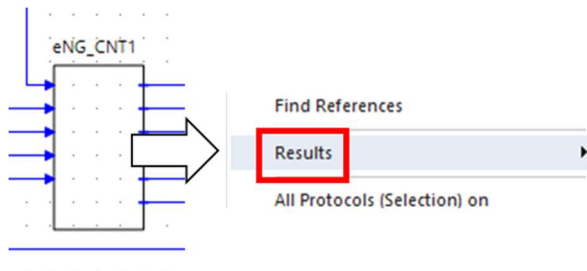 eNG_CNT1
Find References
Results
All Protocols (Selection) on